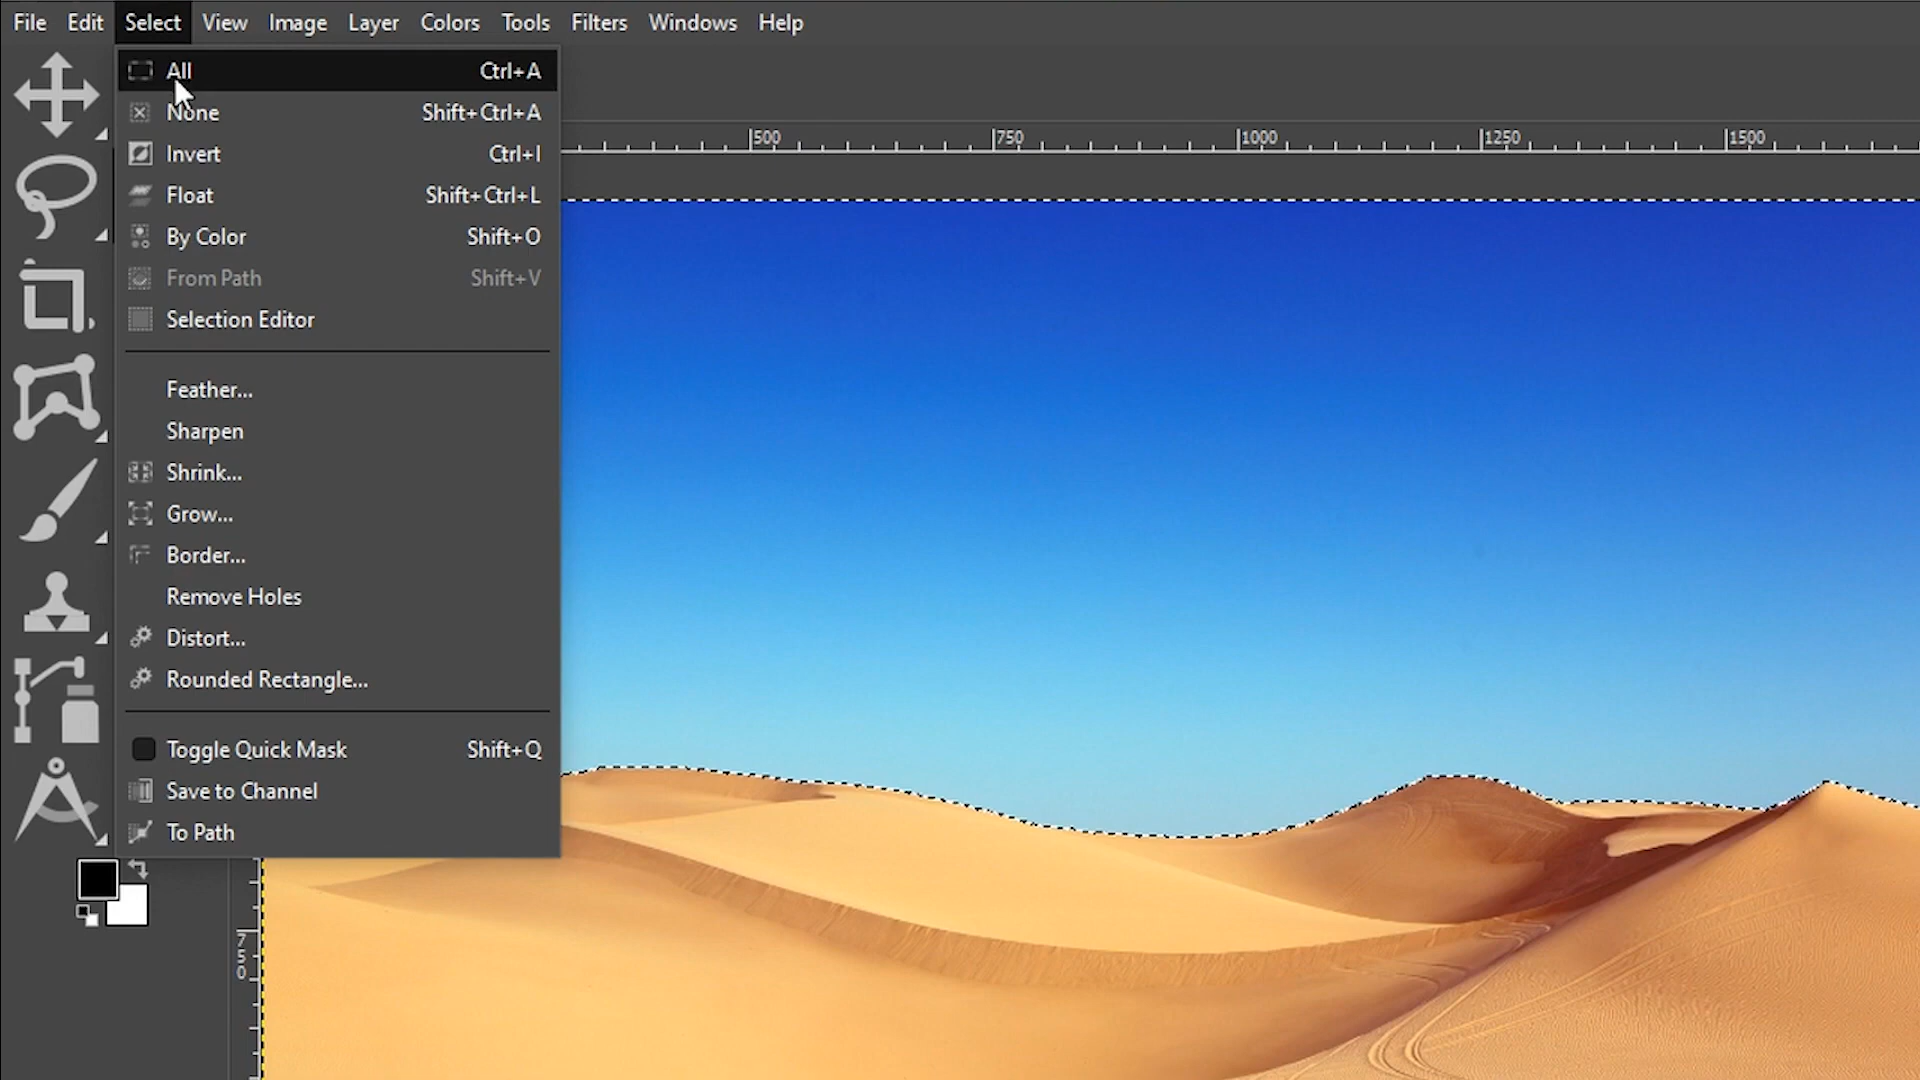 File Edit Select View Image Layer Colors Tools Filters Windows Help
All Ctrl+A
None Shift+Ctrl+A
Invert Ctrl+I
Float Shift+Ctrl+L
By Color Shift+O
From Path Shift+V
Selection Editor
Feather...
Sharpen
Shrink...
Grow...
Border...
Remove Holes
Distort...
Rounded Rectangle...
Toggle Quick Mask Shift+Q
Save to Channel
To Path
500 750 1000 1250 1500
750